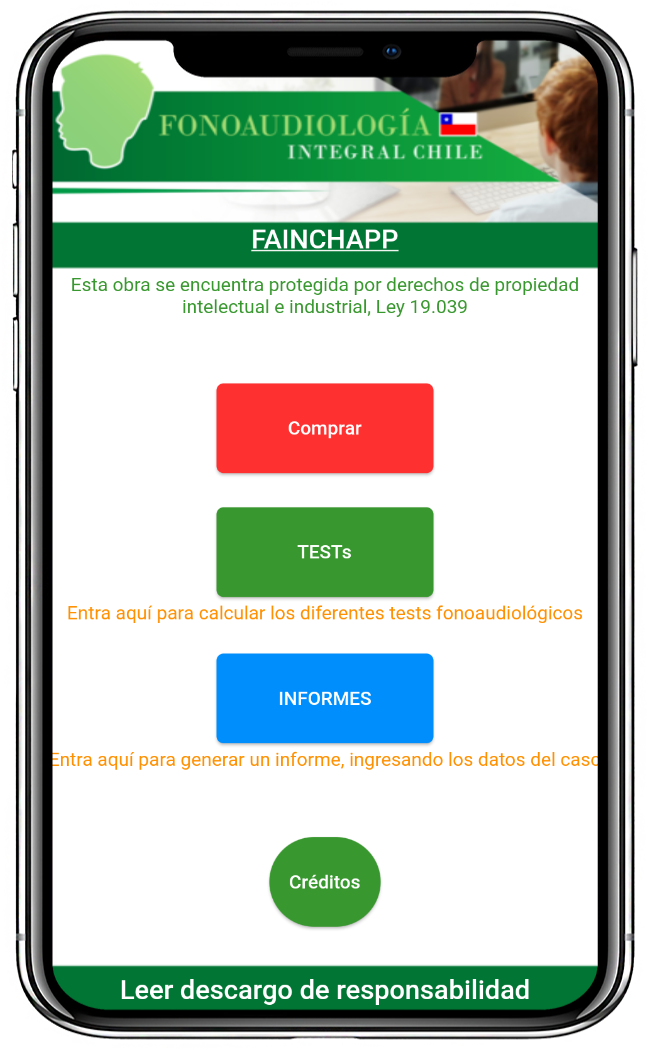 FONOAUDIOLOGÍA
INTEGRAL CHILE
FAINCHAPP
Esta obra se encuentra protegida por derechos de propiedad
intelectual e industrial, Ley 19.039
Comprar
TESTs
Entra aquí para calcular los diferentes tests fonoaudiológicos
INFORMES
Entra aquí para generar un informe, ingresando los datos del caso
Créditos
Leer descargo de responsabilidad